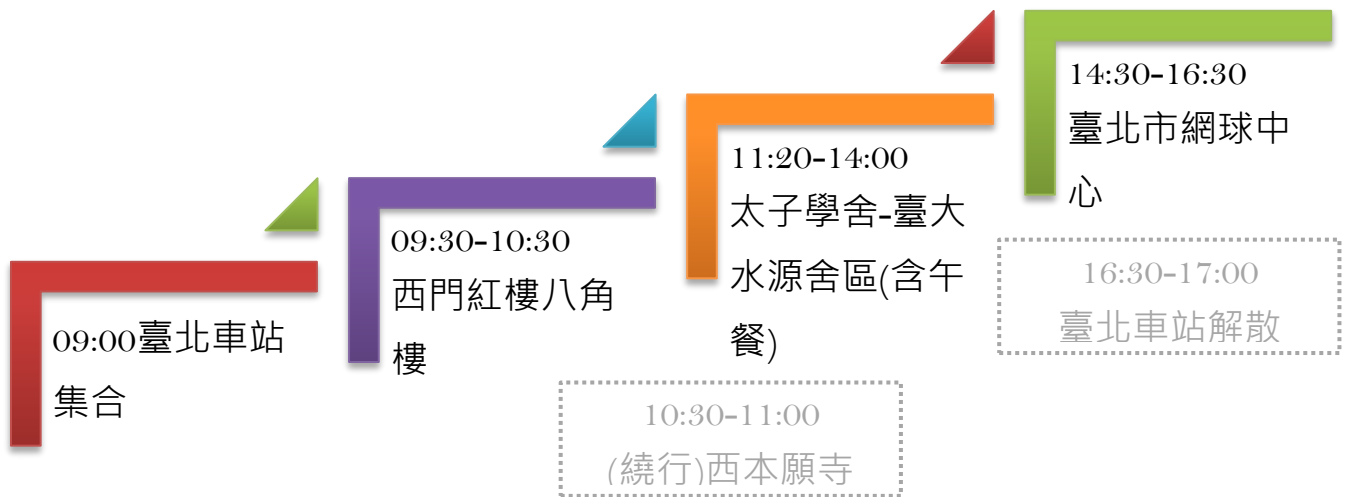 09:00臺北車站
集合
09:30-10:30
西門紅樓八角
樓
10:30-11:00
(繞行)西本願寺
11:20-14:00
太子學舍-臺大
水源舍區(含午
餐)
14:30-16:30
臺北市網球中
心
16:30-17:00
臺北車站解散